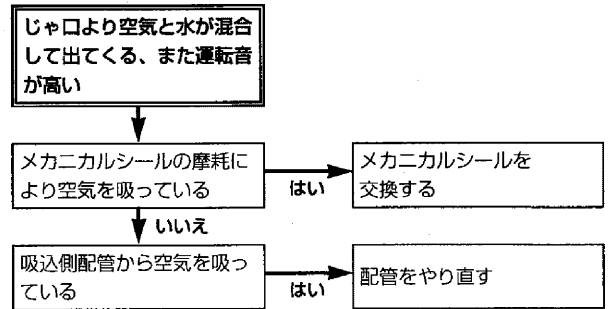 じゃ口より空気と水が混合
して出てくる、また運転音
が高い
メカニカルシールの摩耗に
より空気を吸っている
はい
メカニカルシールを
交換する
いいえ
吸込側配管から空気を吸っ
ている
はい
配管をやり直す